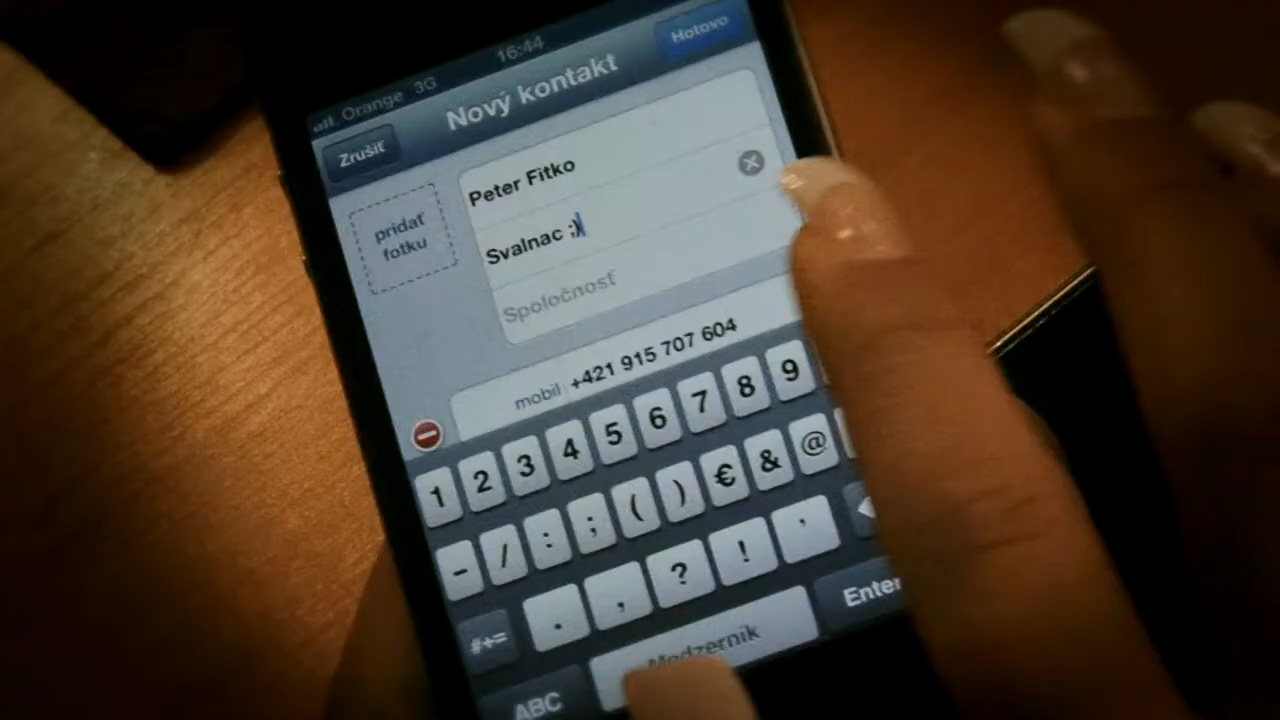 Orange 3G 16:44
Zrušiť Nový kontakt Hotovo
pridať
fotku
Peter Fitko
Svalnac ;)
Spoločnosť
mobil +421 915 707 604
1 2 3 4 5 6 7 8 9
- / : ; ( ) € & @
#+= . , ? ! '
ABC Medzerník Enter